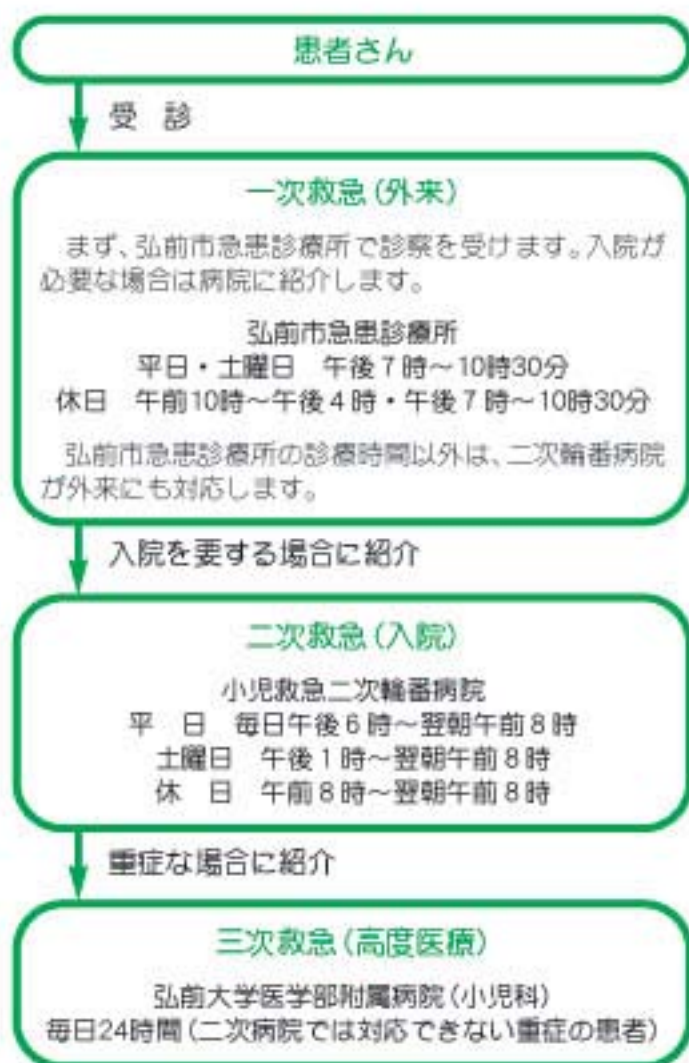 患者さん
受　診
一次救急（外来）
まず、弘前市急患診療所で診察を受けます。入院が
必要な場合は病院に紹介します。
弘前市急患診療所
平日・土曜日　午後７時～10時30分
休日　午前10時～午後４時・午後７時～10時30分
弘前市急患診療所の診療時間以外は、二次輪番病院
が外来にも対応します。
入院を要する場合に紹介
二次救急（入院）
小児救急二次輪番病院
平　日　毎日午後６時～翌朝午前８時
土曜日　午後１時～翌朝午前８時
休　日　午前８時～翌朝午前８時
重症な場合に紹介
三次救急（高度医療）
弘前大学医学部附属病院（小児科）
毎日24時間（二次病院では対応できない重症の患者）